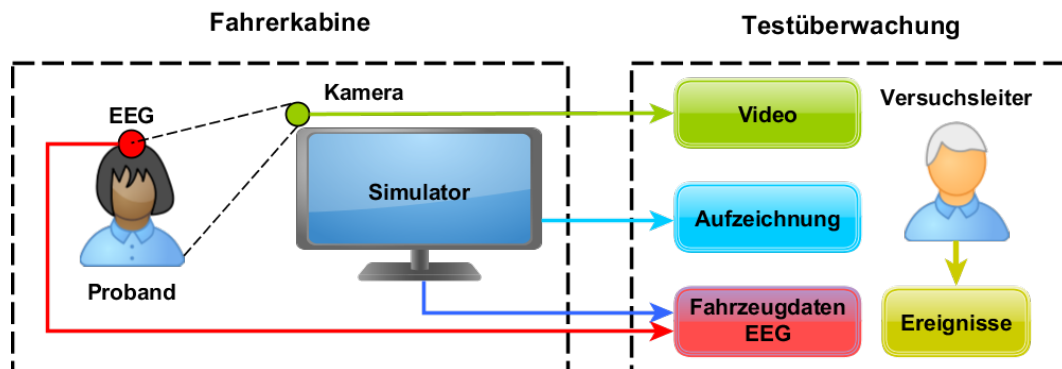 Fahrerkabine
Testüberwachung
EEG
Kamera
Simulator
Proband
Video
Versuchsleiter
Aufzeichnung
Fahrzeugdaten
EEG
Ereignisse